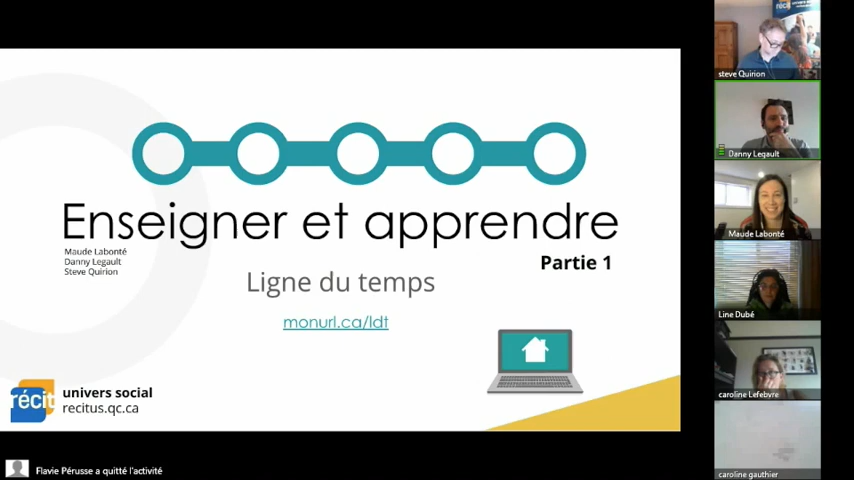 Enseigner et apprendre
Maude Labonté
Danny Legault
Steve Quirion
Partie 1
Ligne du temps
monurl.ca/ldt
récit
univers social
recitus.qc.ca
Flavie Pérusse a quitté l'activité
récit
steve Quirion
Danny Legault
Maude Labonté
Line Dubé
caroline Lefebvre
caroline gauthier